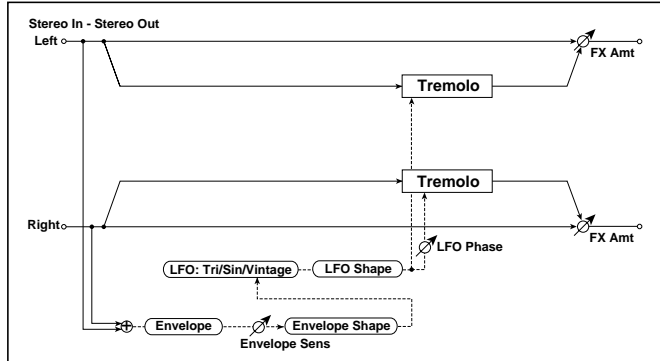 Stereo In - Stereo Out
Left
FX Amt
Tremolo
Tremolo
Right
FX Amt
LFO Phase
LFO: Tri/Sin/Vintage
LFO Shape
Envelope
Envelope Sens
Envelope Shape